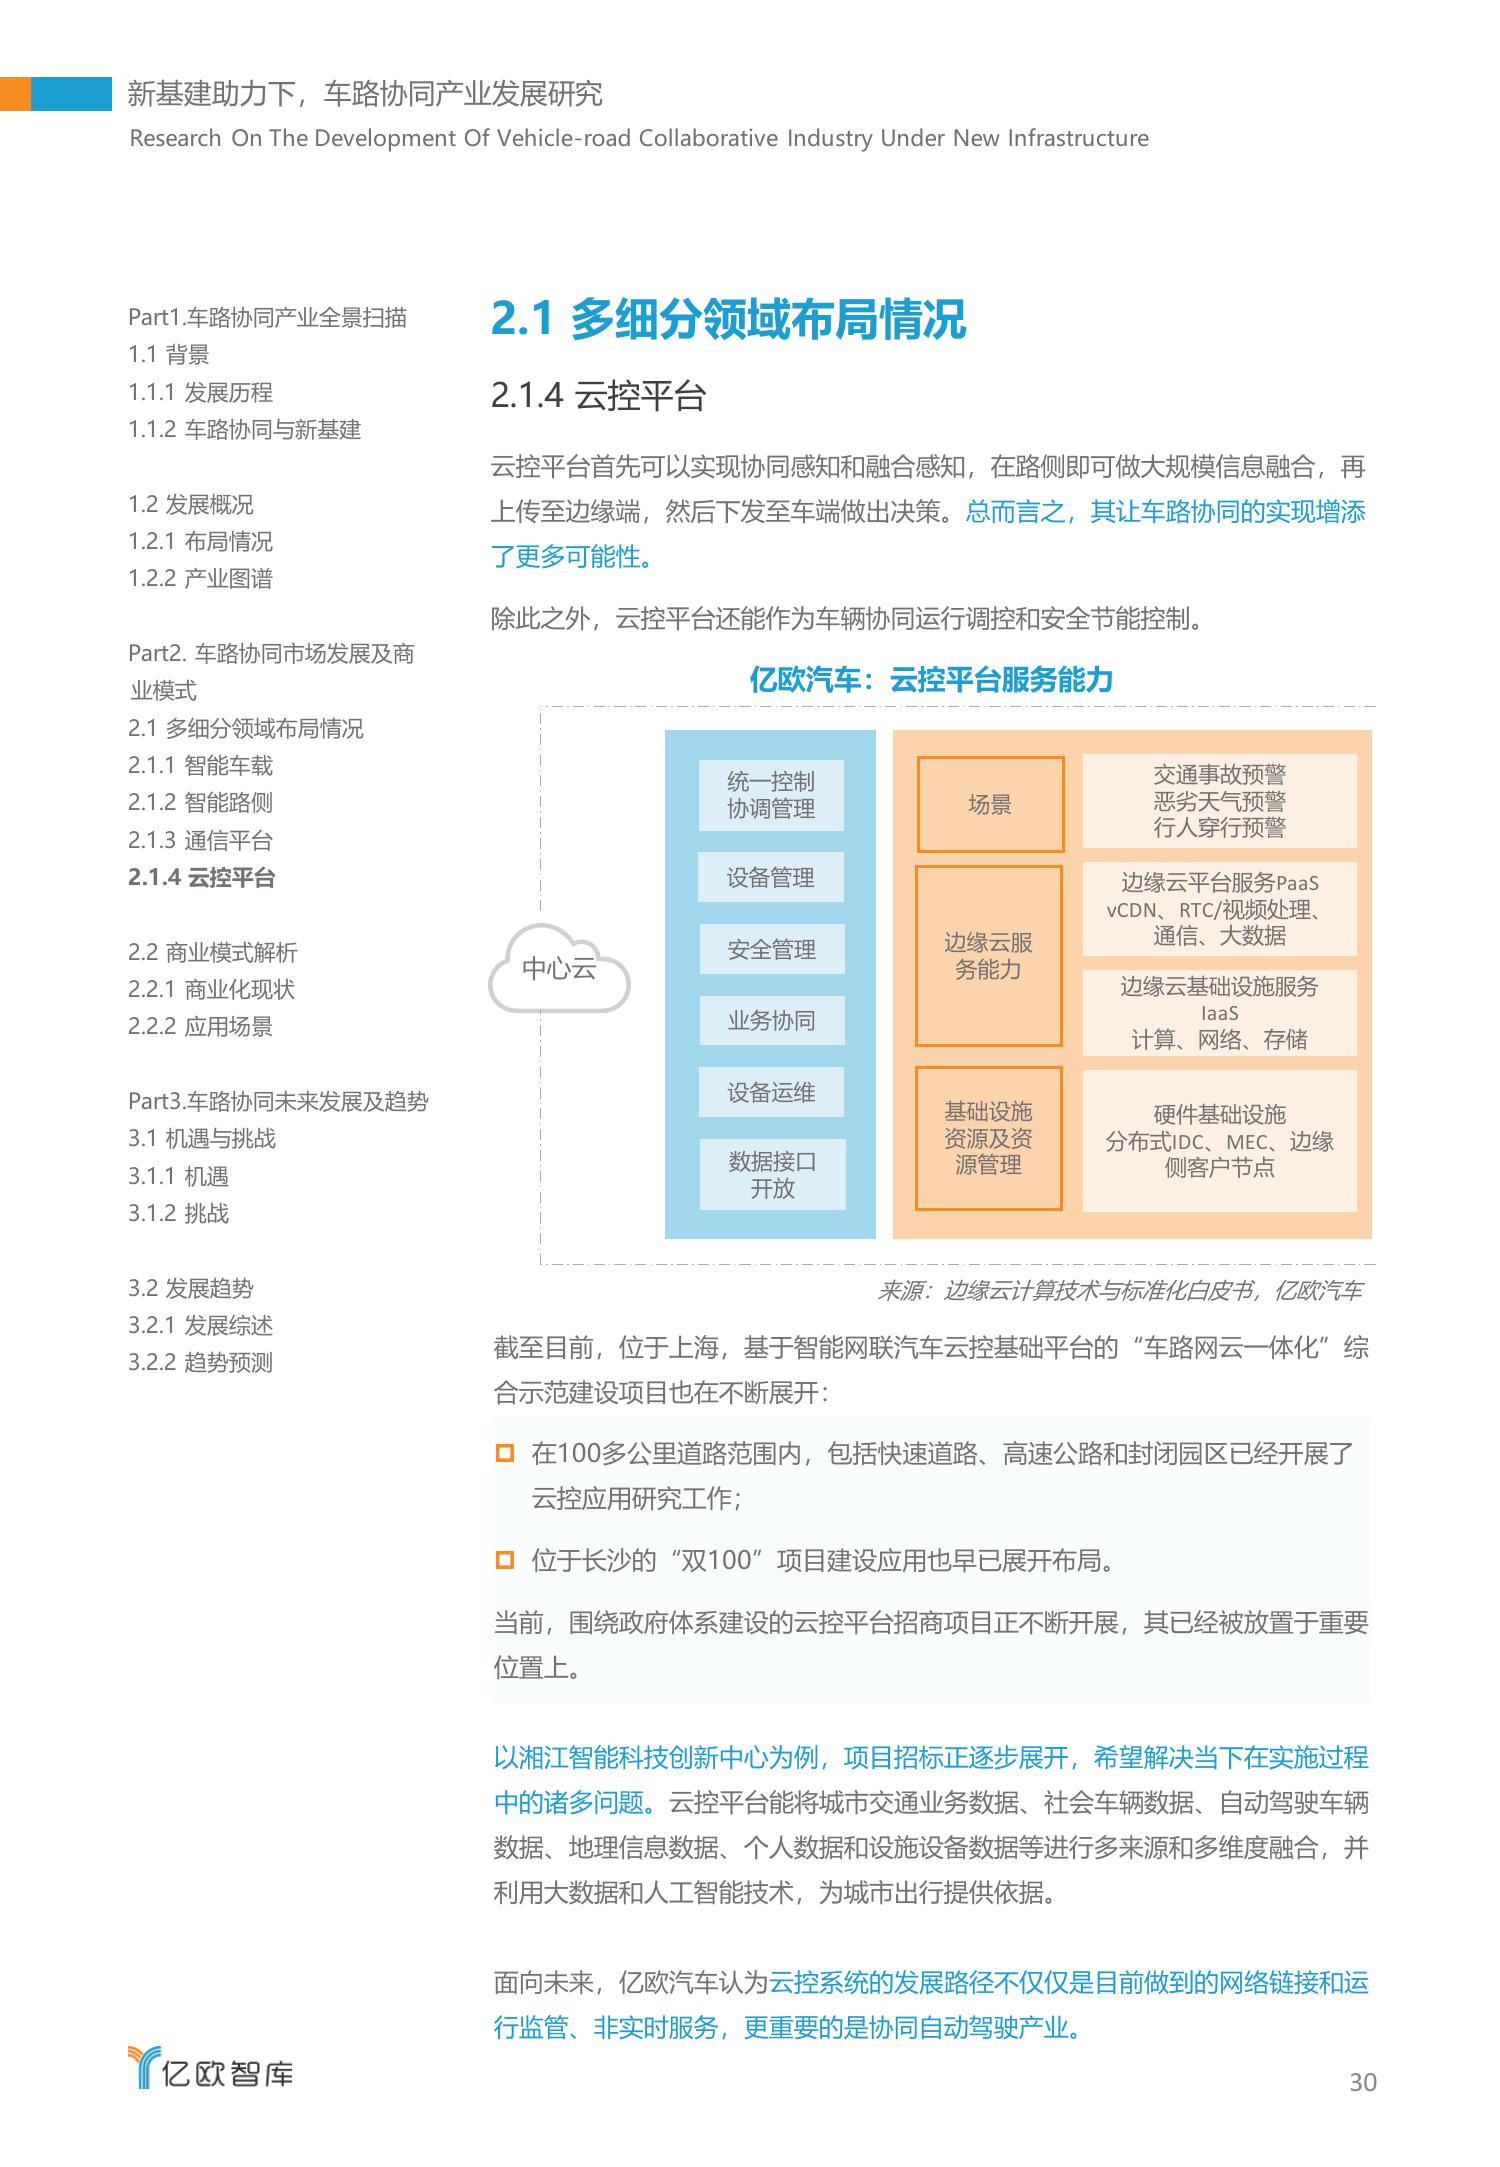 新基建助力下，车路协同产业发展研究
Research On The Development Of Vehicle-road Collaborative Industry Under New Infrastructure
Part1.车路协同产业全景扫描
1.1 背景
1.1.1 发展历程
1.1.2 车路协同与新基建
1.2 发展概况
1.2.1 布局情况
1.2.2 产业图谱
Part2. 车路协同市场发展及商
业模式
2.1 多细分领域布局情况
2.1.1 智能车载
2.1.2 智能路侧
2.1.3 通信平台
2.1.4 云控平台
2.2 商业模式解析
2.2.1 商业化现状
2.2.2 应用场景
Part3.车路协同未来发展及趋势
3.1 机遇与挑战
3.1.1 机遇
3.1.2 挑战
3.2 发展趋势
3.2.1 发展综述
3.2.2 趋势预测
2.1 多细分领域布局情况
2.1.4 云控平台
云控平台首先可以实现协同感知和融合感知，在路侧即可做大规模信息融合，再
上传至边缘端，然后下发至车端做出决策。总而言之，其让车路协同的实现增添
了更多可能性。
除此之外，云控平台还能作为车辆协同运行调控和安全节能控制。
亿欧汽车：云控平台服务能力
中心云
统一控制
协调管理
设备管理
安全管理
业务协同
设备运维
数据接口
开放
场景
交通事故预警
恶劣天气预警
行人穿行预警
边缘云服
务能力
边缘云平台服务PaaS
vCDN、RTC/视频处理、
通信、大数据
边缘云基础设施服务
IaaS
计算、网络、存储
基础设施
资源及资
源管理
硬件基础设施
分布式IDC、MEC、边缘
侧客户节点
来源：边缘云计算技术与标准化白皮书，亿欧汽车
截至目前，位于上海，基于智能网联汽车云控基础平台的“车路网云一体化”综
合示范建设项目也在不断展开：
在100多公里道路范围内，包括快速道路、高速公路和封闭园区已经开展了
云控应用研究工作；
位于长沙的“双100”项目建设应用也早已展开布局。
当前，围绕政府体系建设的云控平台招商项目正不断开展，其已经被放置于重要
位置上。
以湘江智能科技创新中心为例，项目招标正逐步展开，希望解决当下在实施过程
中的诸多问题。云控平台能将城市交通业务数据、社会车辆数据、自动驾驶车辆
数据、地理信息数据、个人数据和设施设备数据等进行多来源和多维度融合，并
利用大数据和人工智能技术，为城市出行提供依据。
面向未来，亿欧汽车认为云控系统的发展路径不仅仅是目前做到的网络链接和运
行监管、非实时服务，更重要的是协同自动驾驶产业。
亿欧智库
30